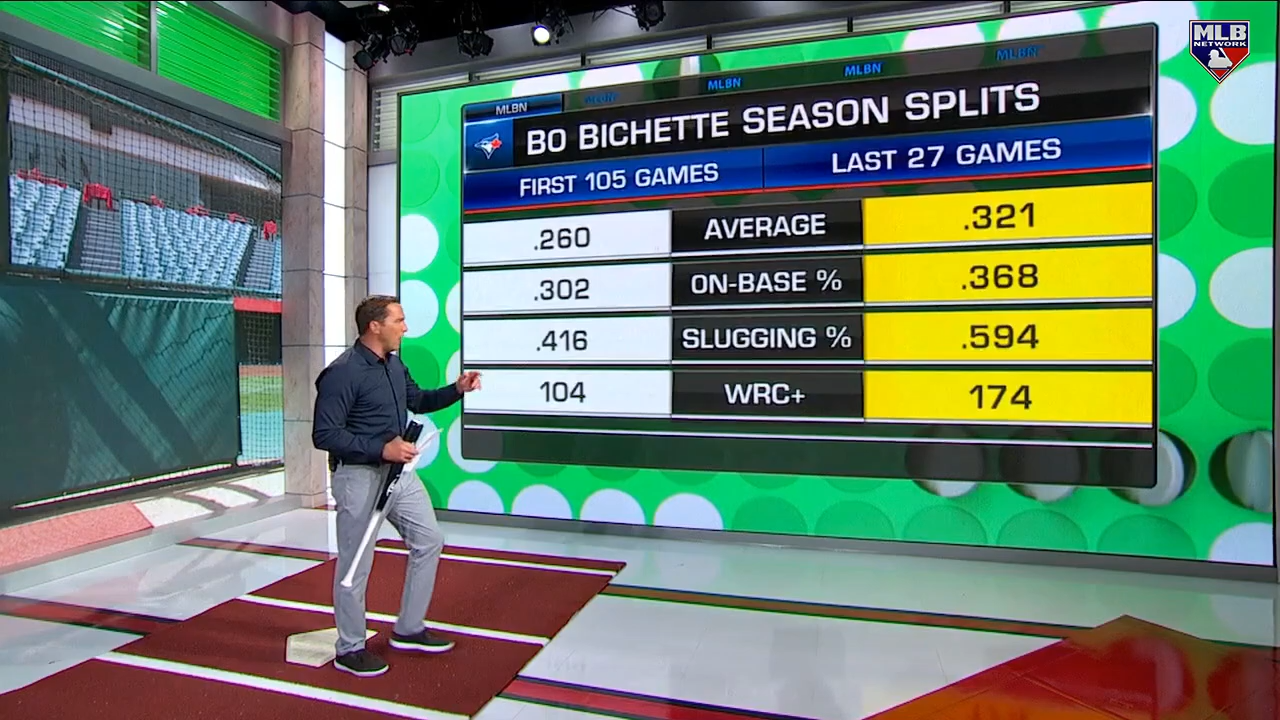 MLB
NETWORK
MLBN
MLBN
MLBN
MLBN
BO BICHETTE SEASON SPLITS
FIRST 105 GAMES LAST 27 GAMES
.260 AVERAGE .321
.302 ON-BASE % .368
.416 SLUGGING % .594
104 WRC+ 174